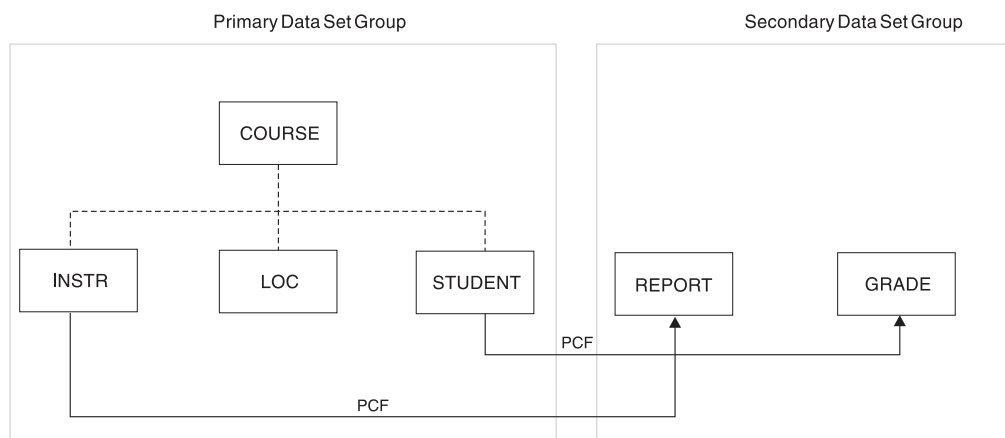 Primary Data Set Group
Secondary Data Set Group
COURSE
INSTR
LOC
STUDENT
REPORT
GRADE
PCF
PCF